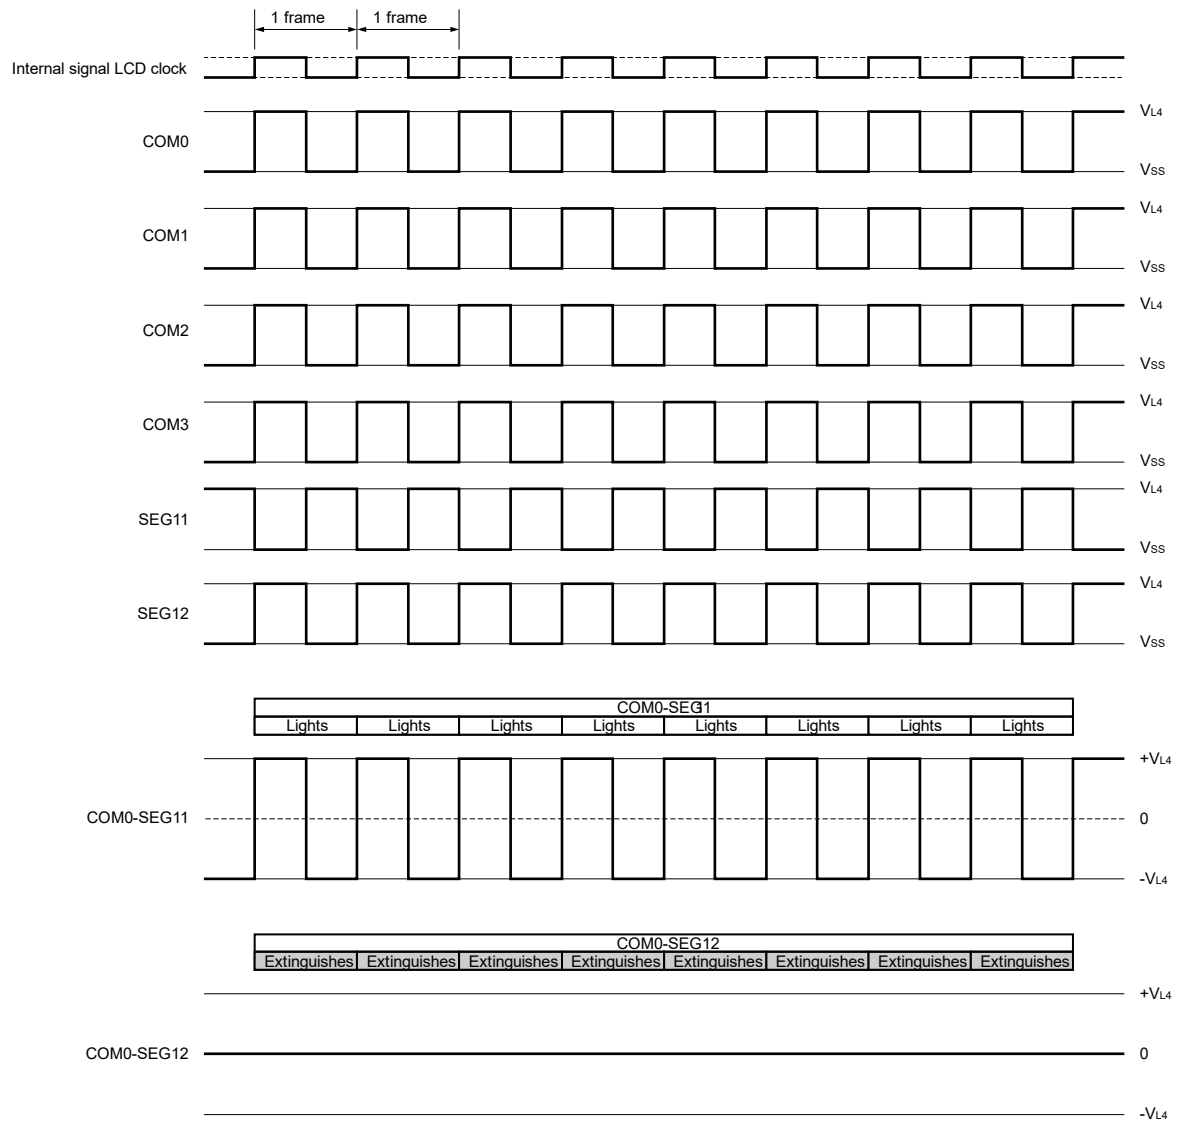 1 frame 1 frame
Internal signal LCD clock
VL4
COM0
VSS
VL4
COM1
VSS
VL4
COM2
VSS
VL4
COM3
VSS
VL4
SEG11
VSS
VL4
SEG12
VSS
COM0-SEG11
Lights Lights Lights Lights Lights Lights Lights Lights
+VL4
COM0-SEG11 0
-VL4
COM0-SEG12
Extinguishes Extinguishes Extinguishes Extinguishes Extinguishes Extinguishes Extinguishes Extinguishes
+VL4
COM0-SEG12 0
-VL4